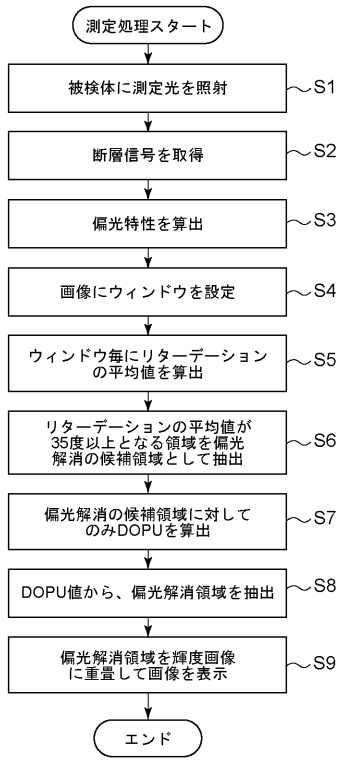 測定処理スタート
被検体に測定光を照射
S1
断層信号を取得
S2
偏光特性を算出
S3
画像にウィンドウを設定
S4
ウィンドウ毎にリターデーション
の平均値を算出
S5
リターデーションの平均値が
35度以上となる領域を偏光
解消の候補領域として抽出
S6
偏光解消の候補領域に対して
のみDOPUを算出
S7
DOPU値から、偏光解消領域を抽出
S8
偏光解消領域を輝度画像
に重畳して画像を表示
S9
エンド